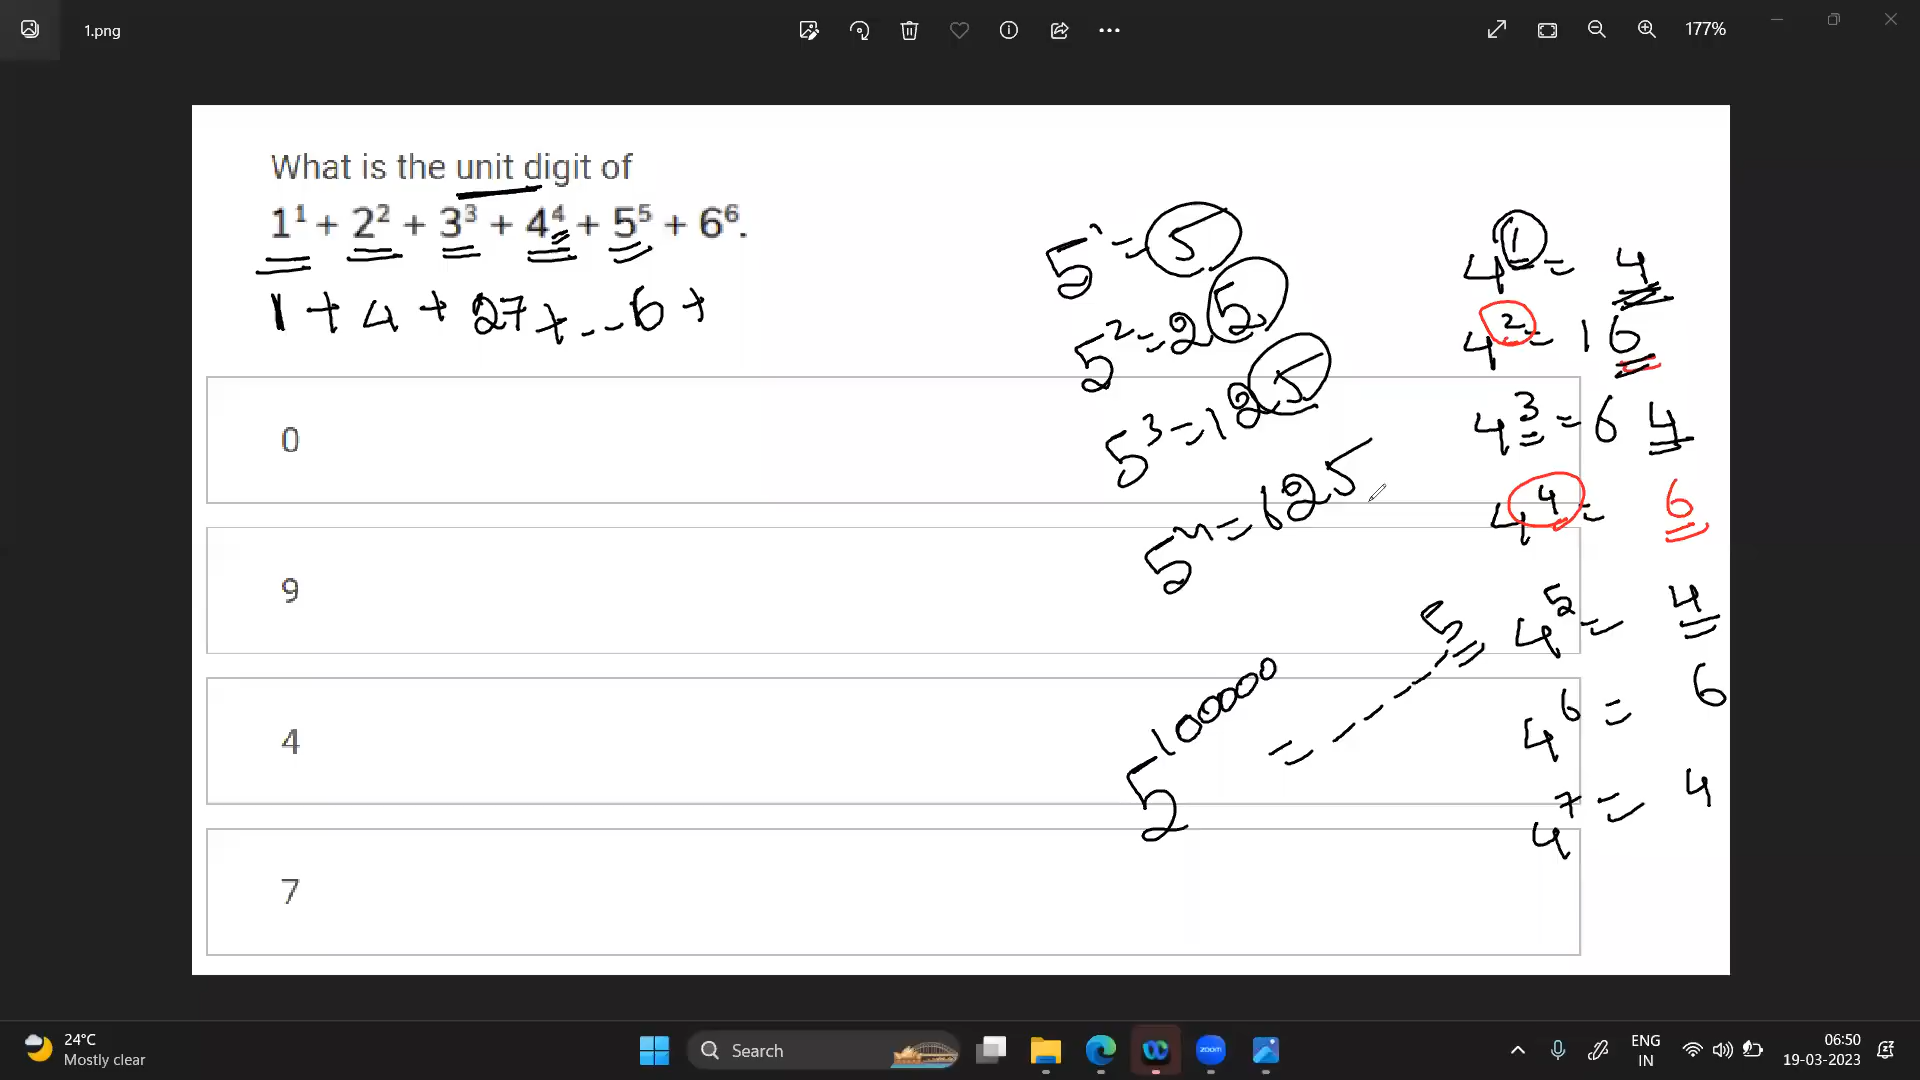 1.png
177%
What is the unit digit of
1¹ + 2² + 3³ + 4⁴ + 5⁵ + 6⁶.
1 + 4 + 27 + ... 6 +
0
9
4
7
5¹ = 5
5² = 25
5³ = 125
5⁴ = 625
5¹⁰⁰⁰⁰⁰ = ------ 5
4¹ = 4
4² = 16
4³ = 64
4⁴ = 6
4⁵ = 4
4⁶ = 6
4⁷ = 4
24°C
Mostly clear
Search
zoom
ENG
IN
06:50
19-03-2023